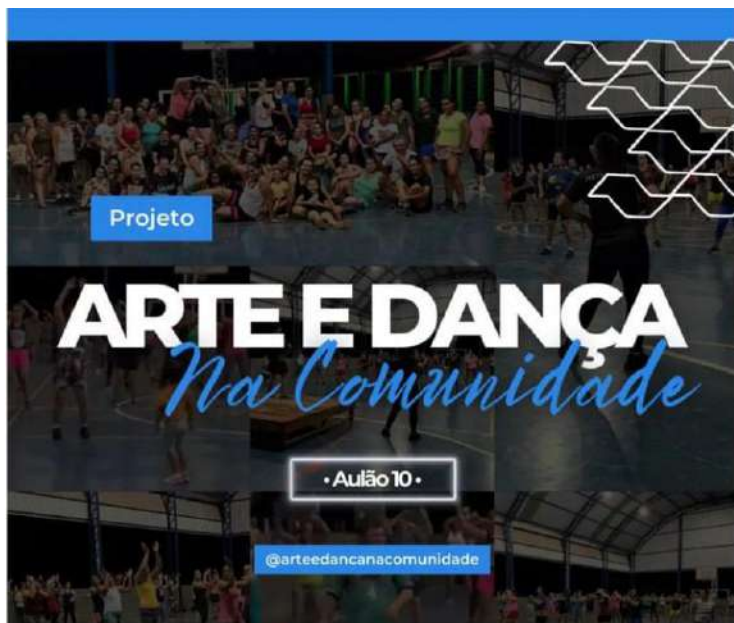 Projeto
ARTE E DANÇA
Na Comunidade
• Aulão 10 •
@arteedancanacomunidade